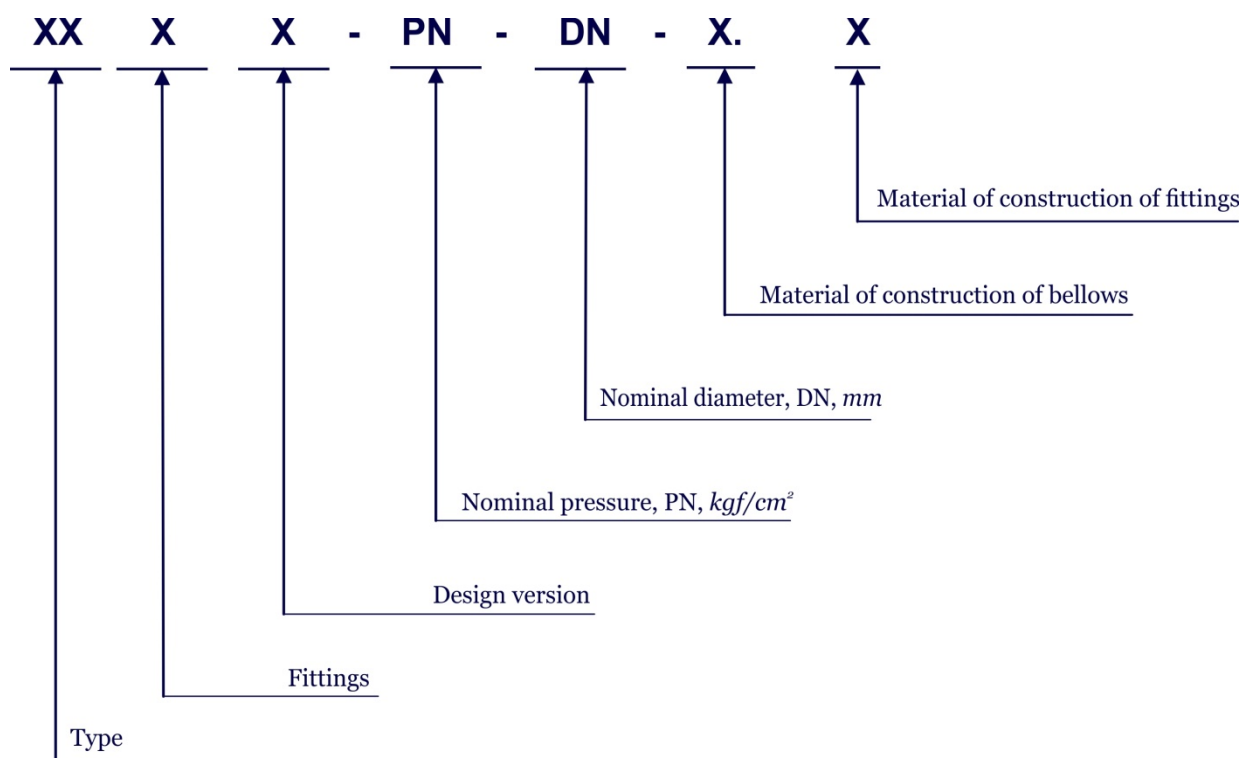 XX X X - PN - DN - X. X
Material of construction of fittings
Material of construction of bellows
Nominal diameter, DN, mm
Nominal pressure, PN, kgf/cm²
Design version
Fittings
Type